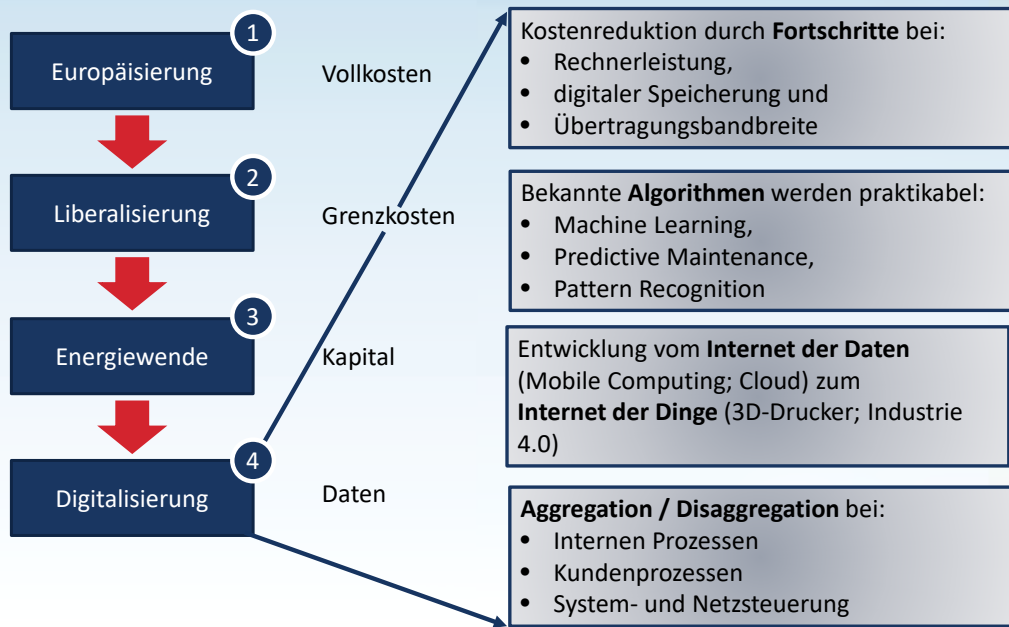 1
Europäisierung
Vollkosten
2
Liberalisierung
Grenzkosten
3
Energiewende
Kapital
4
Digitalisierung
Daten
Kostenreduktion durch Fortschritte bei:
• Rechnerleistung,
• digitaler Speicherung und
• Übertragungsbandbreite
Bekannte Algorithmen werden praktikabel:
• Machine Learning,
• Predictive Maintenance,
• Pattern Recognition
Entwicklung vom Internet der Daten
(Mobile Computing; Cloud) zum
Internet der Dinge (3D-Drucker; Industrie
4.0)
Aggregation / Disaggregation bei:
• Internen Prozessen
• Kundenprozessen
• System- und Netzsteuerung